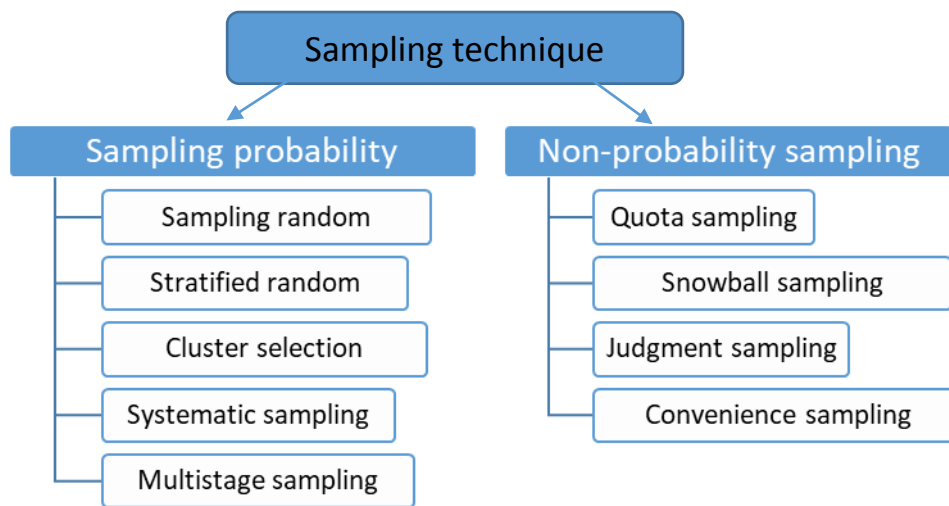 Sampling technique
Sampling probability
Sampling random
Stratified random
Cluster selection
Systematic sampling
Multistage sampling
Non-probability sampling
Quota sampling
Snowball sampling
Judgment sampling
Convenience sampling